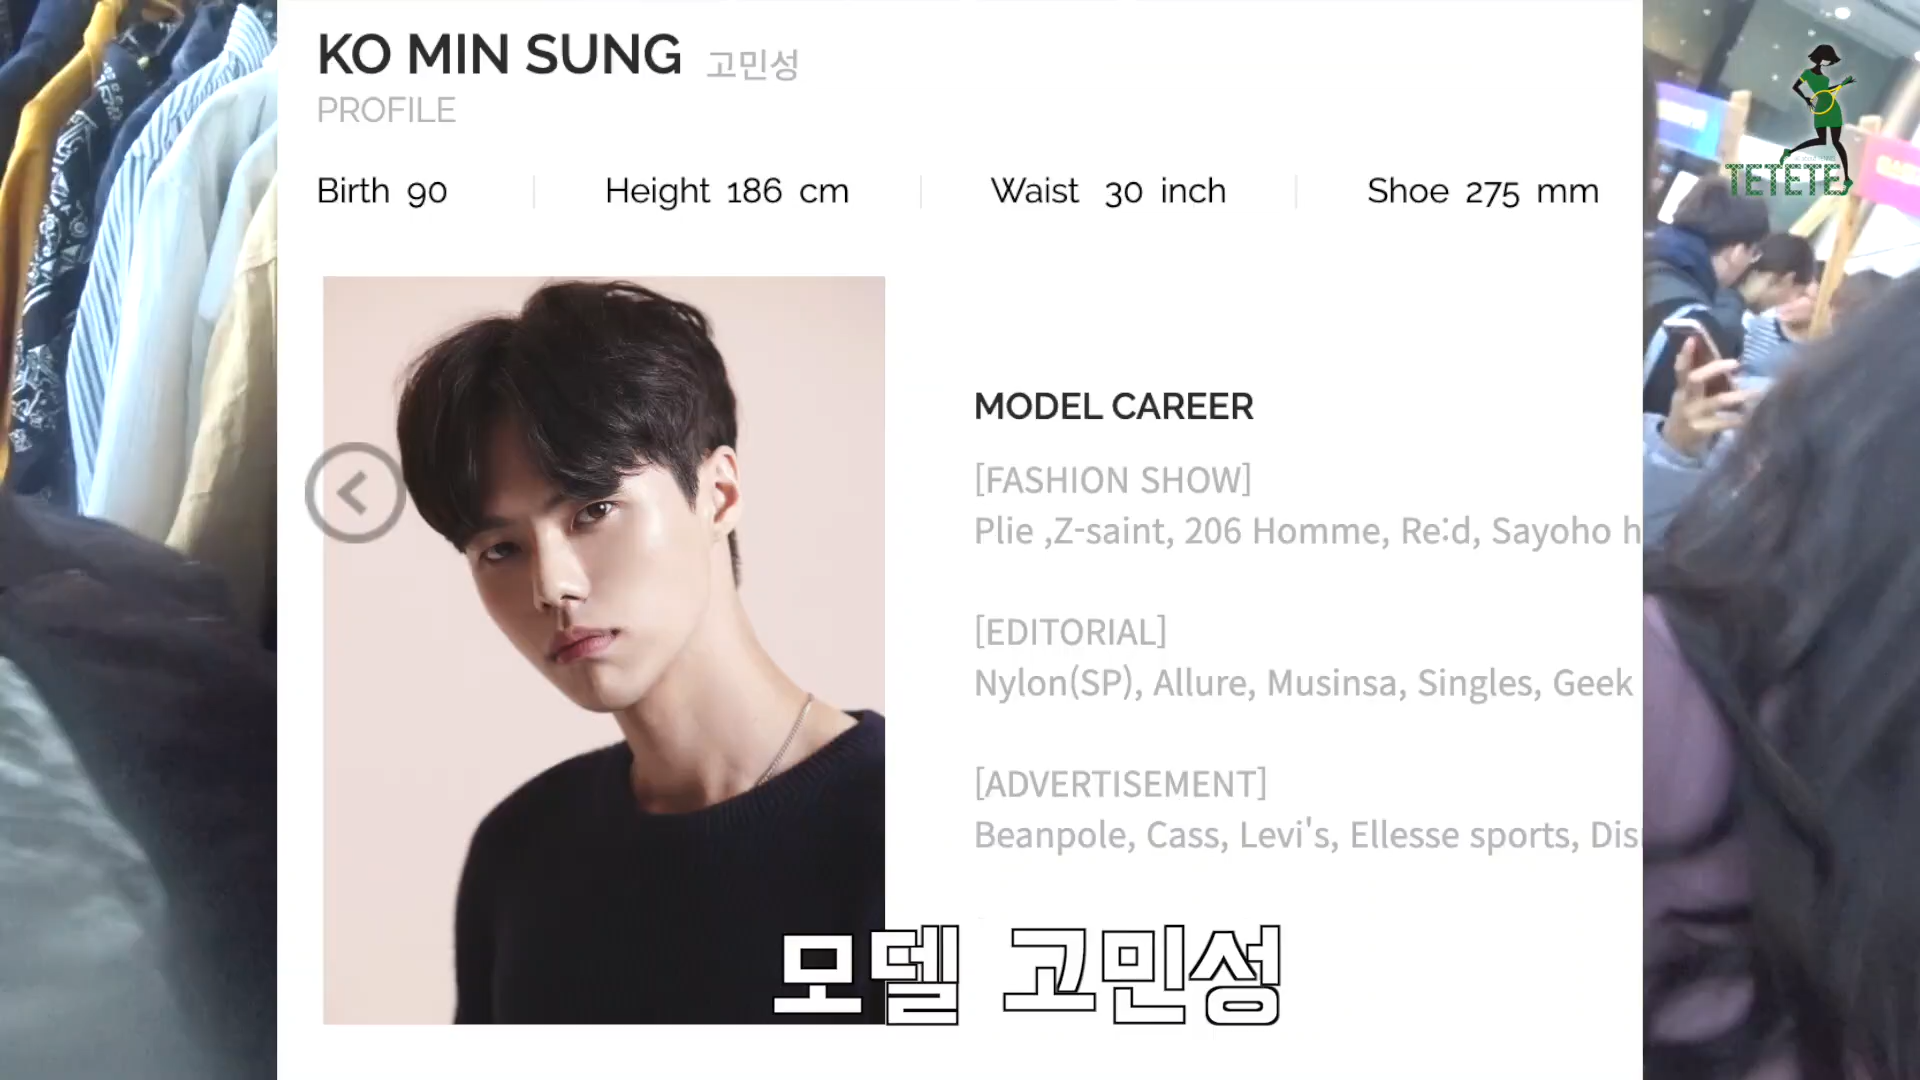 KO MIN SUNG 고민성
PROFILE
Birth 90 Height 186 cm Waist 30 inch Shoe 275 mm
TETETE
MODEL CAREER
[FASHION SHOW]
Plie ,Z-saint, 206 Homme, Re:d, Sayoho h
[EDITORIAL]
Nylon(SP), Allure, Musinsa, Singles, Geek
[ADVERTISEMENT]
Beanpole, Cass, Levi's, Ellesse sports, Dis
모델 고민성